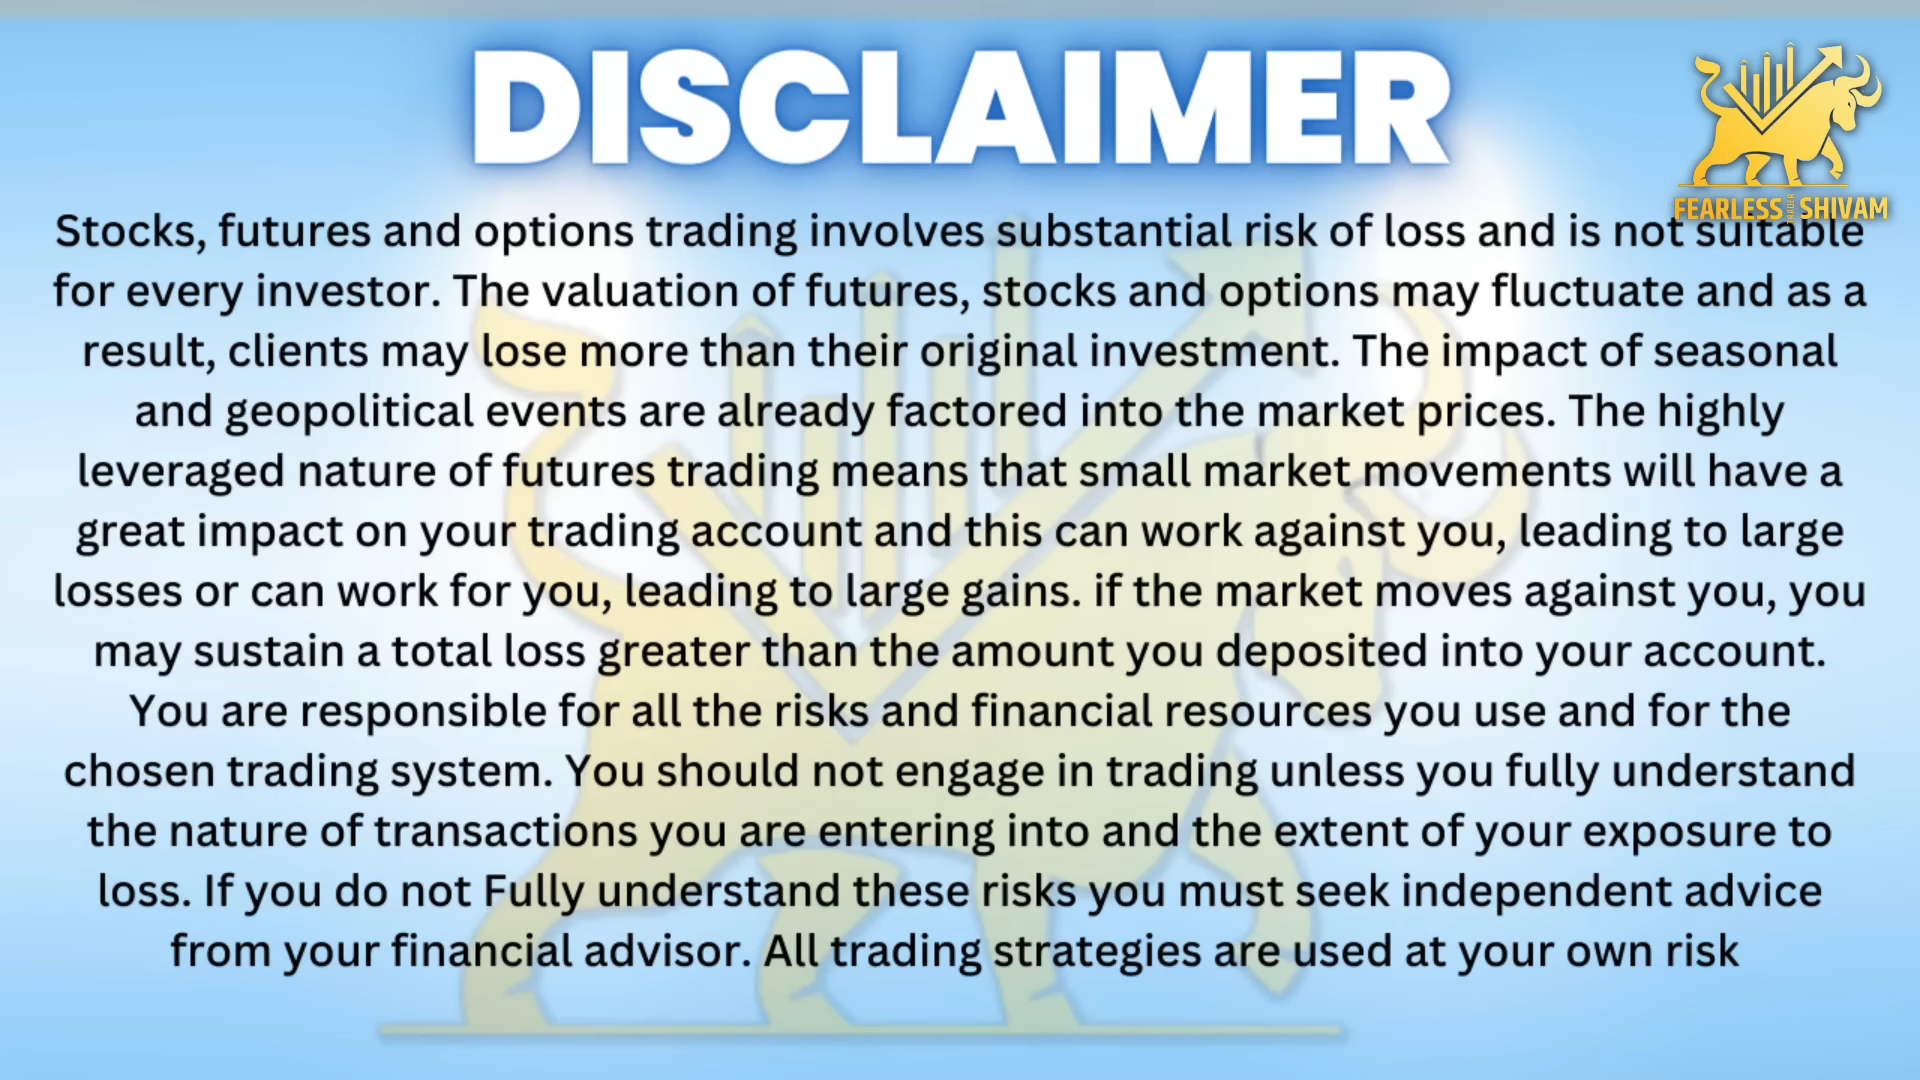 DISCLAIMER
FEARLESS SHIVAM
Stocks, futures and options trading involves substantial risk of loss and is not suitable
for every investor. The valuation of futures, stocks and options may fluctuate and as a
result, clients may lose more than their original investment. The impact of seasonal
and geopolitical events are already factored into the market prices. The highly
leveraged nature of futures trading means that small market movements will have a
great impact on your trading account and this can work against you, leading to large
losses or can work for you, leading to large gains. if the market moves against you, you
may sustain a total loss greater than the amount you deposited into your account.
You are responsible for all the risks and financial resources you use and for the
chosen trading system. You should not engage in trading unless you fully understand
the nature of transactions you are entering into and the extent of your exposure to
loss. If you do not Fully understand these risks you must seek independent advice
from your financial advisor. All trading strategies are used at your own risk